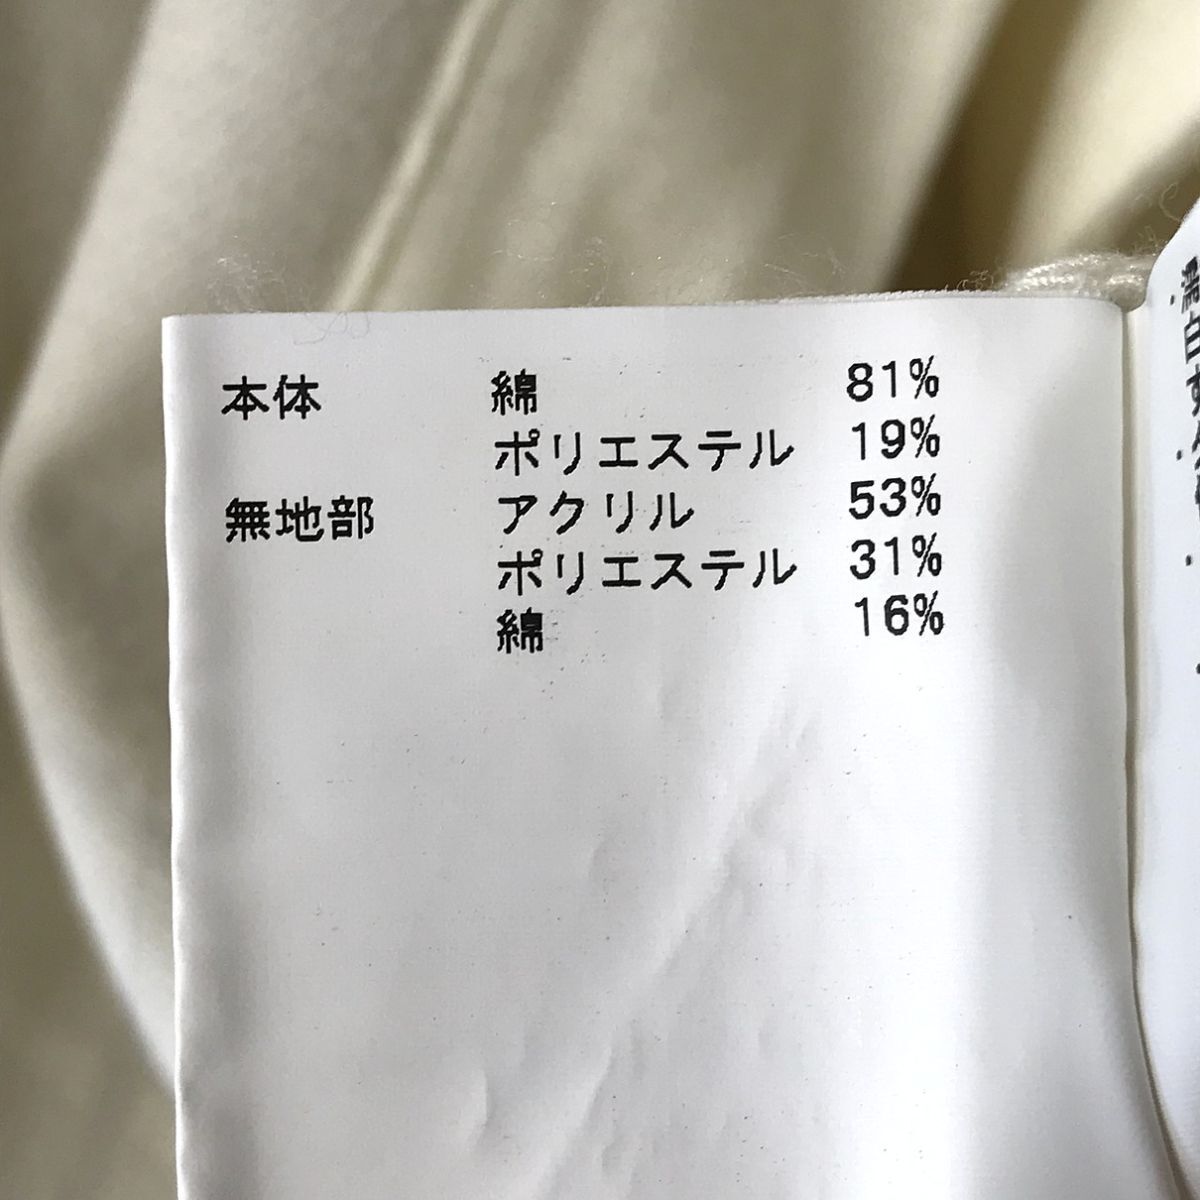 本体 綿 81%
ポリエステル 19%
無地部 アクリル 53%
ポリエステル 31%
綿 16%